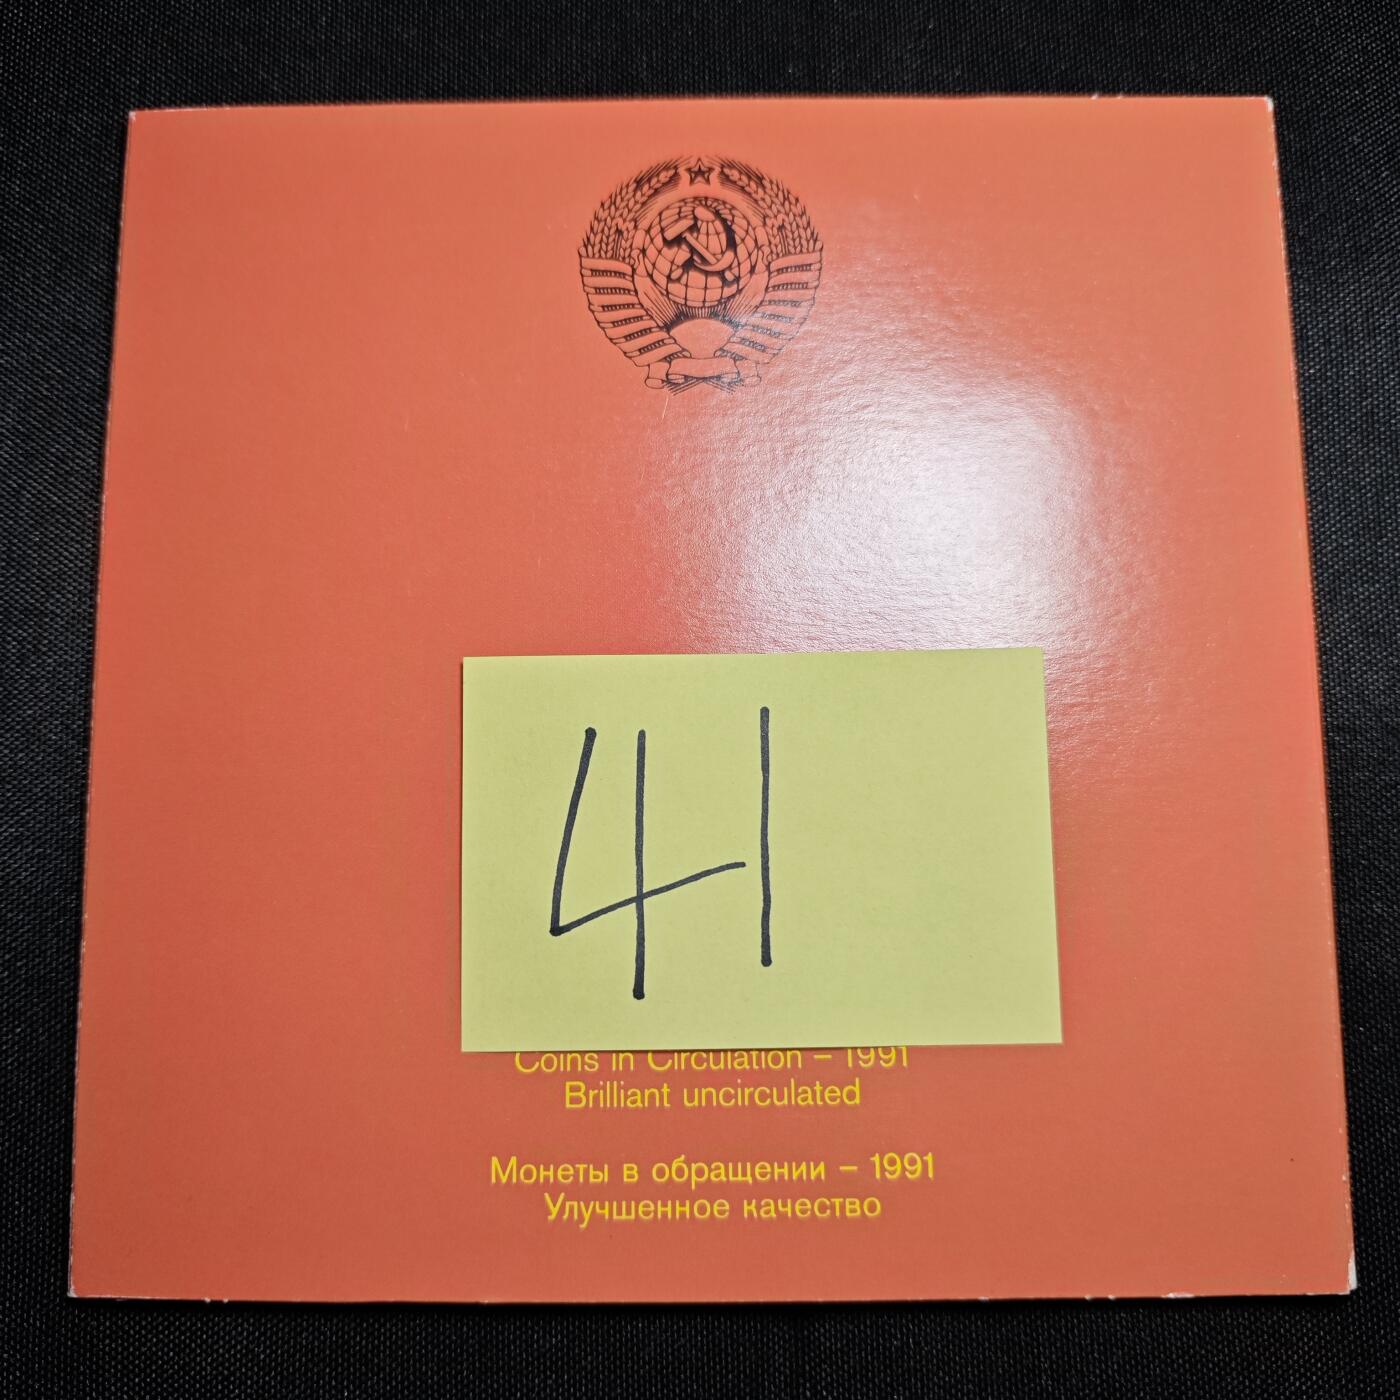 41
Coins in Circulation – 1991
Brilliant uncirculated
Монеты в обращении – 1991
Улучшенное качество